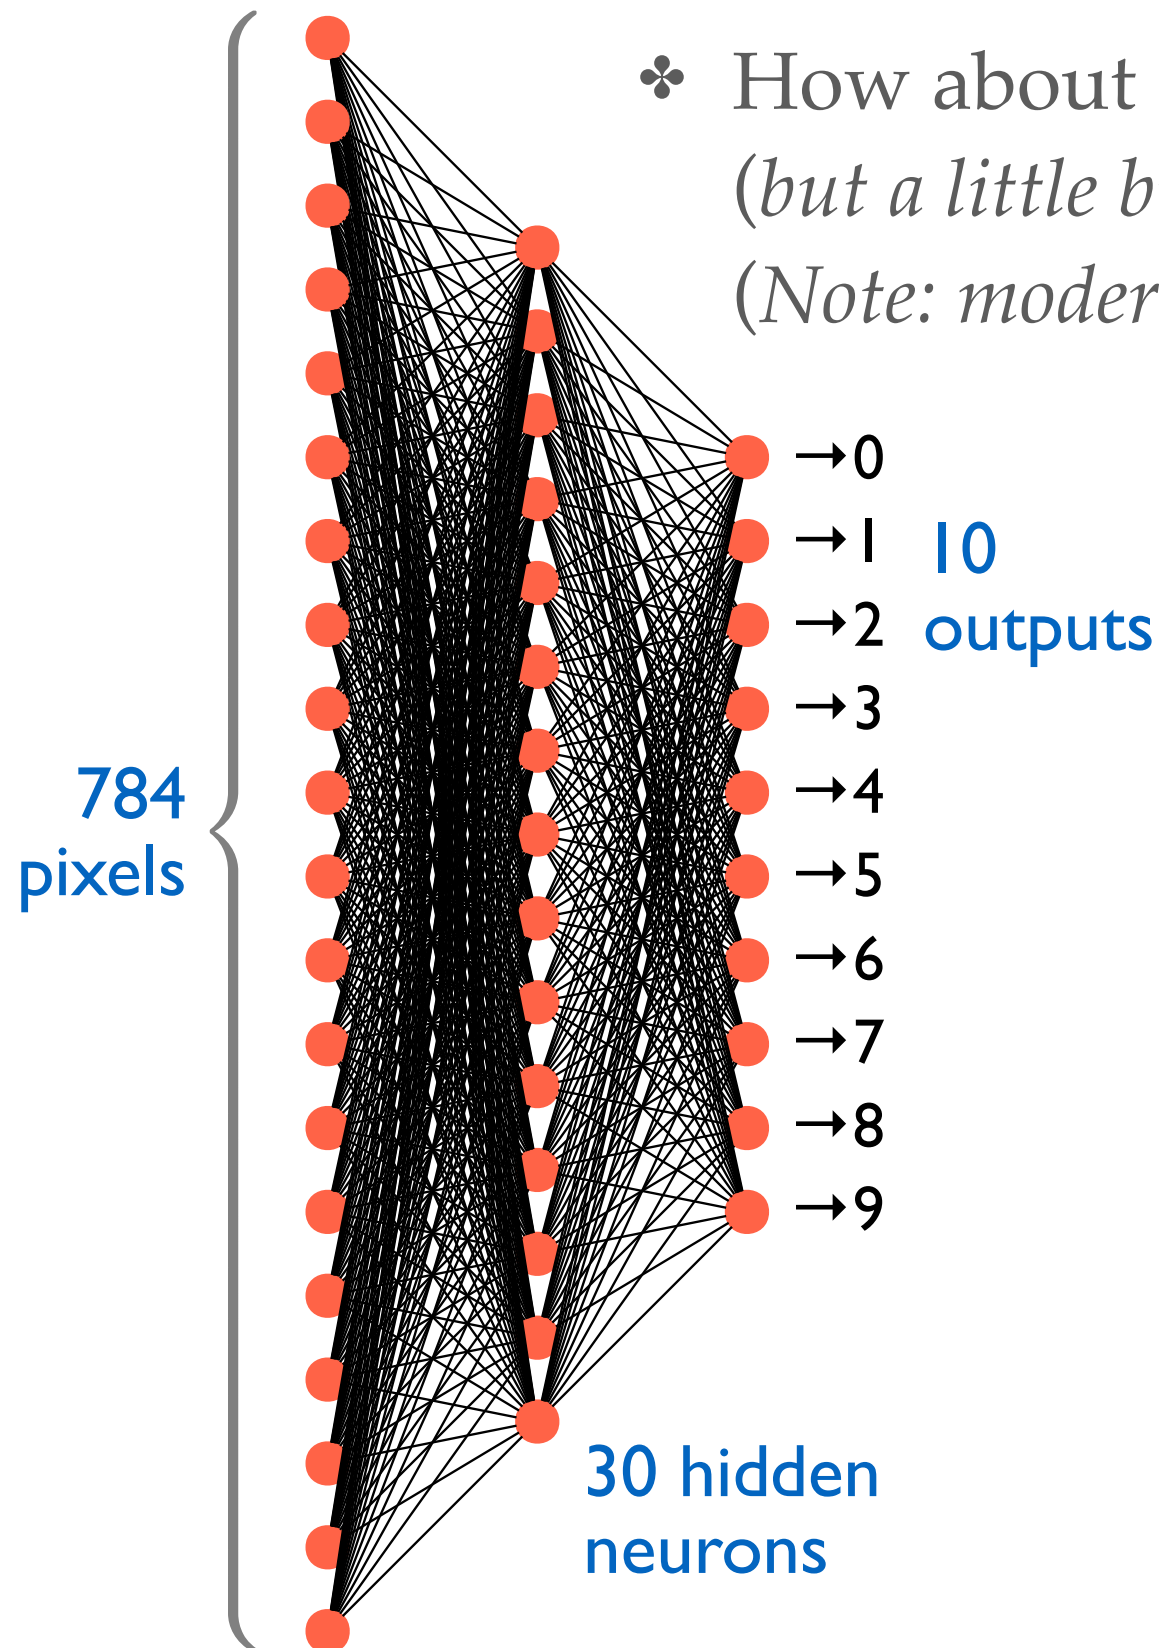 ✤ How about
(but a little b
(Note: moder
→0
→1
10
outputs
→2
→3
784
pixels
→4
→5
→6
→7
→8
→9
30 hidden
neurons